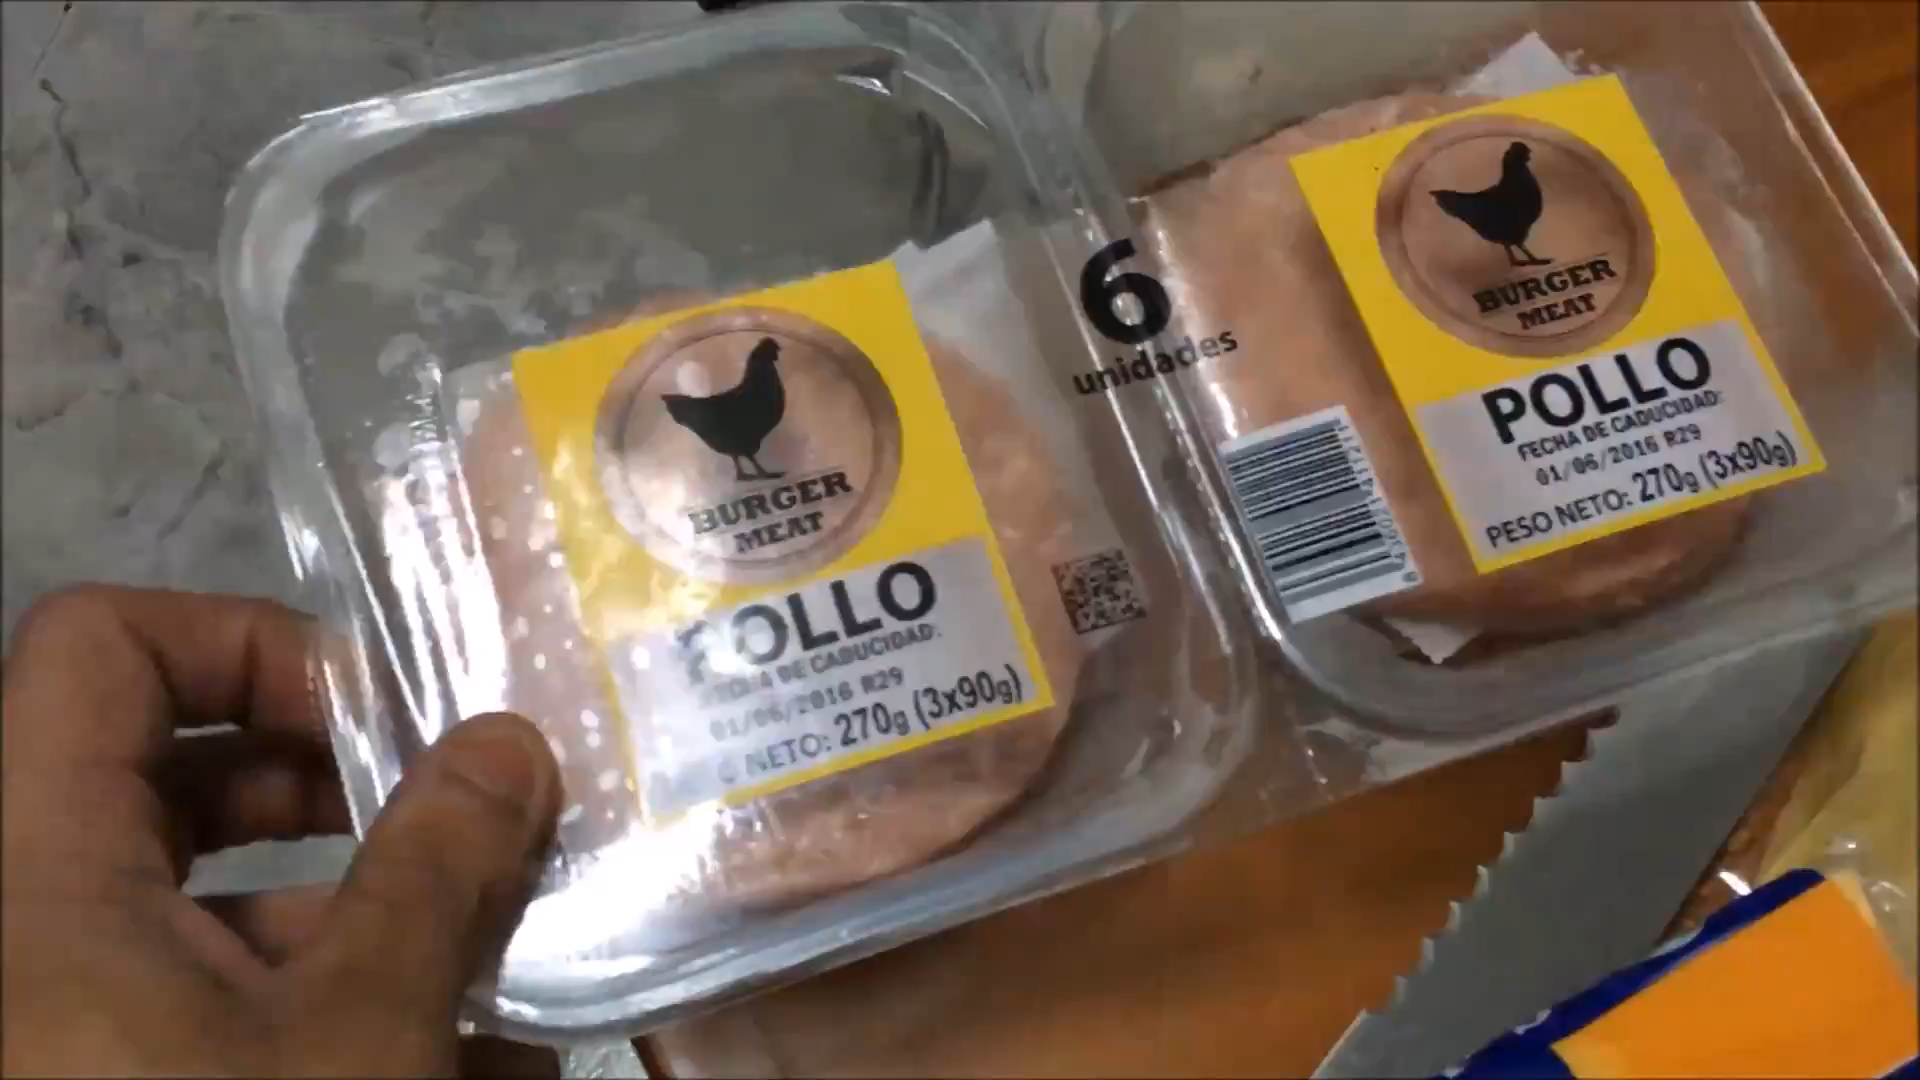 BURGER
MEAT
POLLO
FECHA DE CADUCIDAD:
01/06/2016 R29
NETO: 270g (3x90g)
6
unidades
BURGER
MEAT
POLLO
FECHA DE CADUCIDAD:
01/06/2016 R29
PESO NETO: 270g (3x90g)